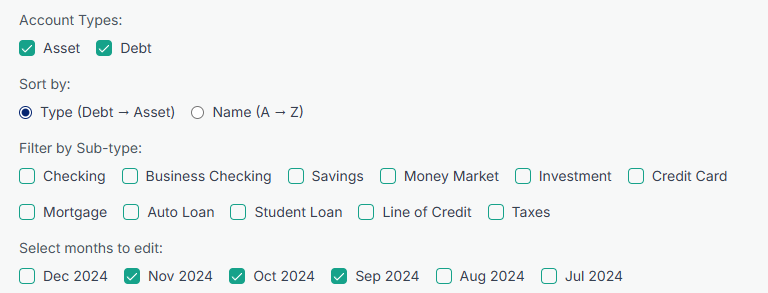 Account Types:
Asset Debt
Sort by:
Type (Debt → Asset) Name (A → Z)
Filter by Sub-type:
Checking Business Checking Savings Money Market Investment Credit Card
Mortgage Auto Loan Student Loan Line of Credit Taxes
Select months to edit:
Dec 2024 Nov 2024 Oct 2024 Sep 2024 Aug 2024 Jul 2024